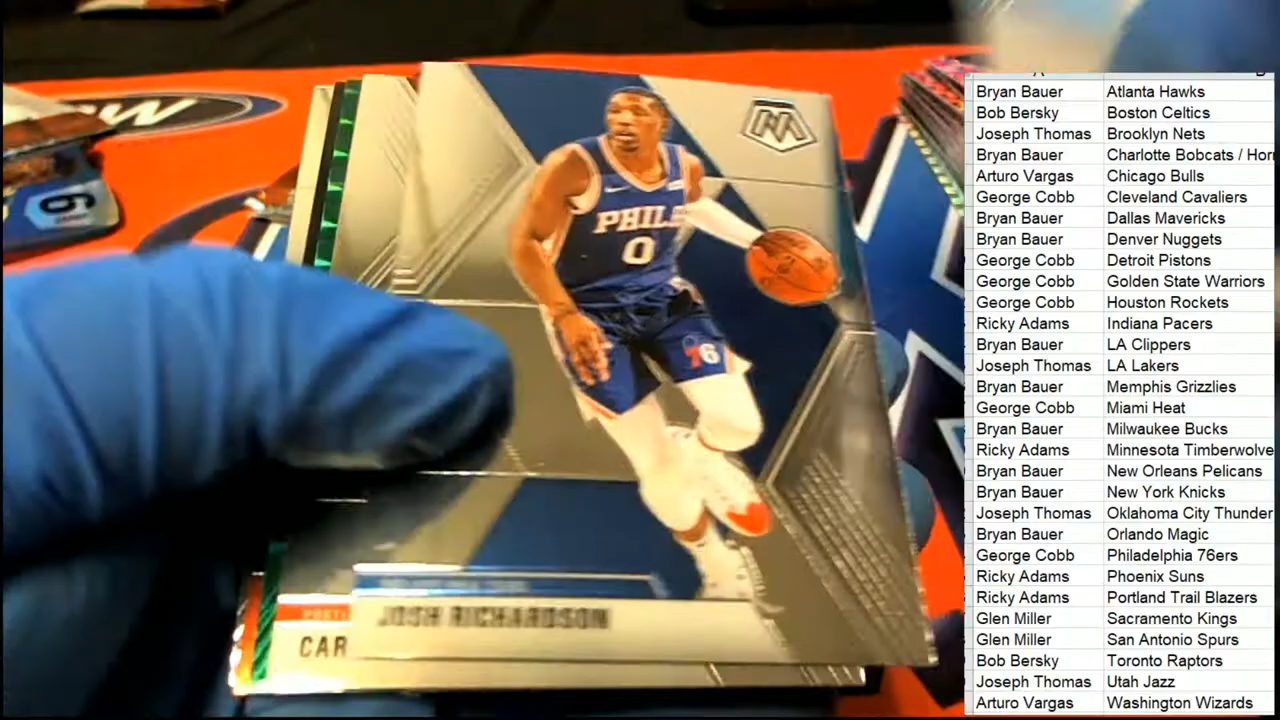 PHILA
0
76
JOSH RICHARDSON
CAR
6
Bryan Bauer Atlanta Hawks
Bob Bersky Boston Celtics
Joseph Thomas Brooklyn Nets
Bryan Bauer Charlotte Bobcats / Horn
Arturo Vargas Chicago Bulls
George Cobb Cleveland Cavaliers
Bryan Bauer Dallas Mavericks
Bryan Bauer Denver Nuggets
George Cobb Detroit Pistons
George Cobb Golden State Warriors
George Cobb Houston Rockets
Ricky Adams Indiana Pacers
Bryan Bauer LA Clippers
Joseph Thomas LA Lakers
Bryan Bauer Memphis Grizzlies
George Cobb Miami Heat
Bryan Bauer Milwaukee Bucks
Ricky Adams Minnesota Timberwolve
Bryan Bauer New Orleans Pelicans
Bryan Bauer New York Knicks
Joseph Thomas Oklahoma City Thunder
Bryan Bauer Orlando Magic
George Cobb Philadelphia 76ers
Ricky Adams Phoenix Suns
Ricky Adams Portland Trail Blazers
Glen Miller Sacramento Kings
Glen Miller San Antonio Spurs
Bob Bersky Toronto Raptors
Joseph Thomas Utah Jazz
Arturo Vargas Washington Wizards